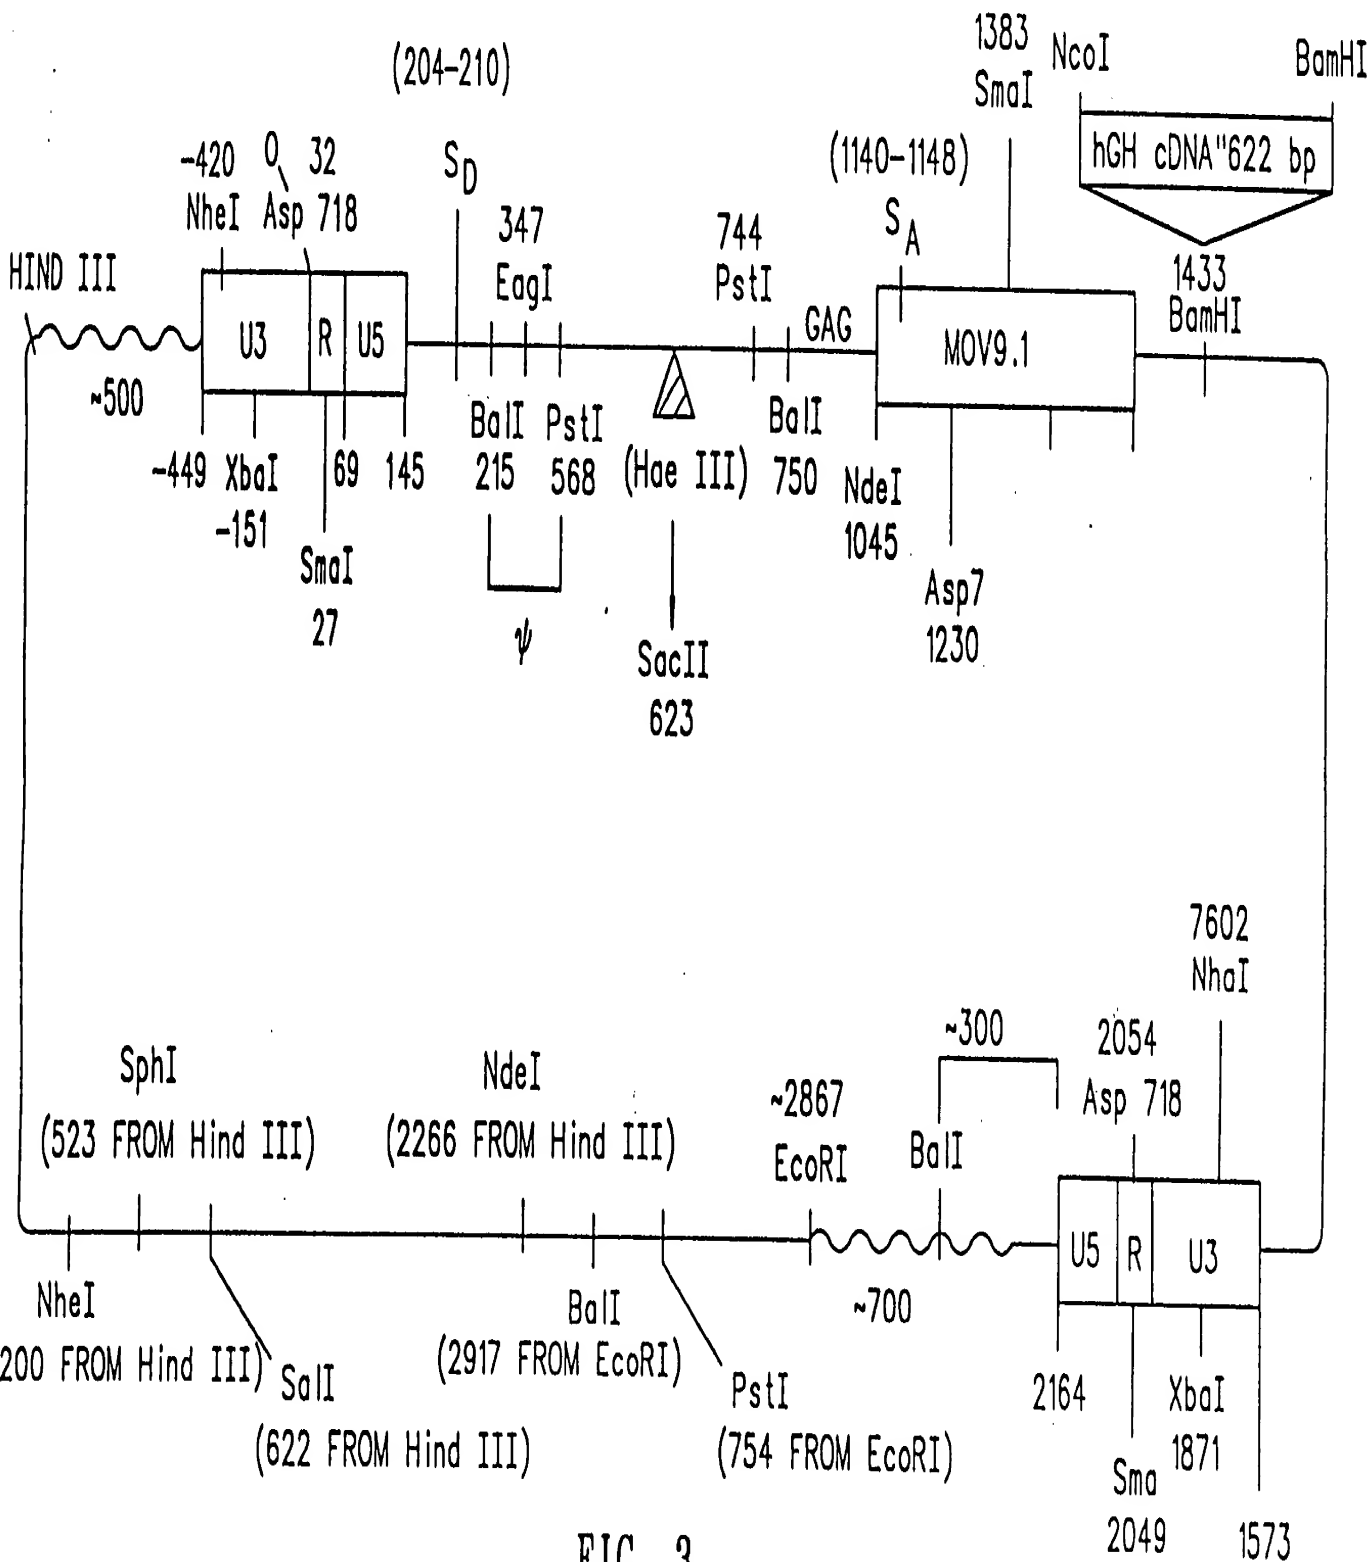 (204-210)
1383
SmaI
NcoI
BamHI
hGH cDNA"622 bp
-420 0 32
NheI Asp 718
S D
347
EagI
744
PstI
(1140-1148)
S A
1433
BamHI
HIND III
~500
U3 R U5
GAG
MOV9.1
-449 XbaI 69 145
-151
SmaI
27
BalI PstI
215 568
ψ
(Hae III)
SacII
623
BalI
750
NdeI
1045
Asp7
1230
7602
NhaI
~300
2054
Asp 718
SphI
(523 FROM Hind III)
NdeI
(2266 FROM Hind III)
~2867
EcoRI
BalI
U5 R U3
NheI
200 FROM Hind III)
SalI
(622 FROM Hind III)
BalI
(2917 FROM EcoRI)
PstI
(754 FROM EcoRI)
~700
2164
XbaI
1871
Sma
2049
1573
FIG. 3